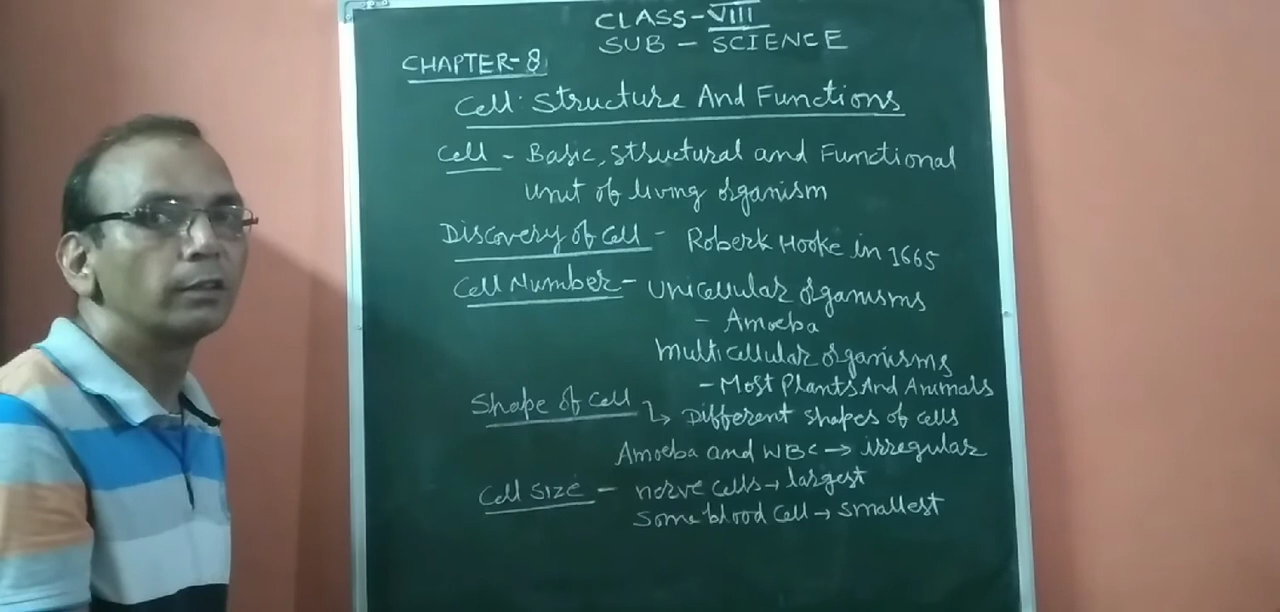 CLASS-VIII
SUB - SCIENCE
CHAPTER-8
Cell Structure And Functions
Cell - Basic, Structural and Functional
unit of living organism
Discovery of Cell - Roberk Hooke in 1665
Cell Number - Unicellular organisms
- Amoeba
Multicellular organisms
- Most Plants And Animals
Shape of Cell
↳ Different shapes of cells
Amoeba and WBC → irregular
Cell Size - nerve cells → largest
Some blood Cell → smallest